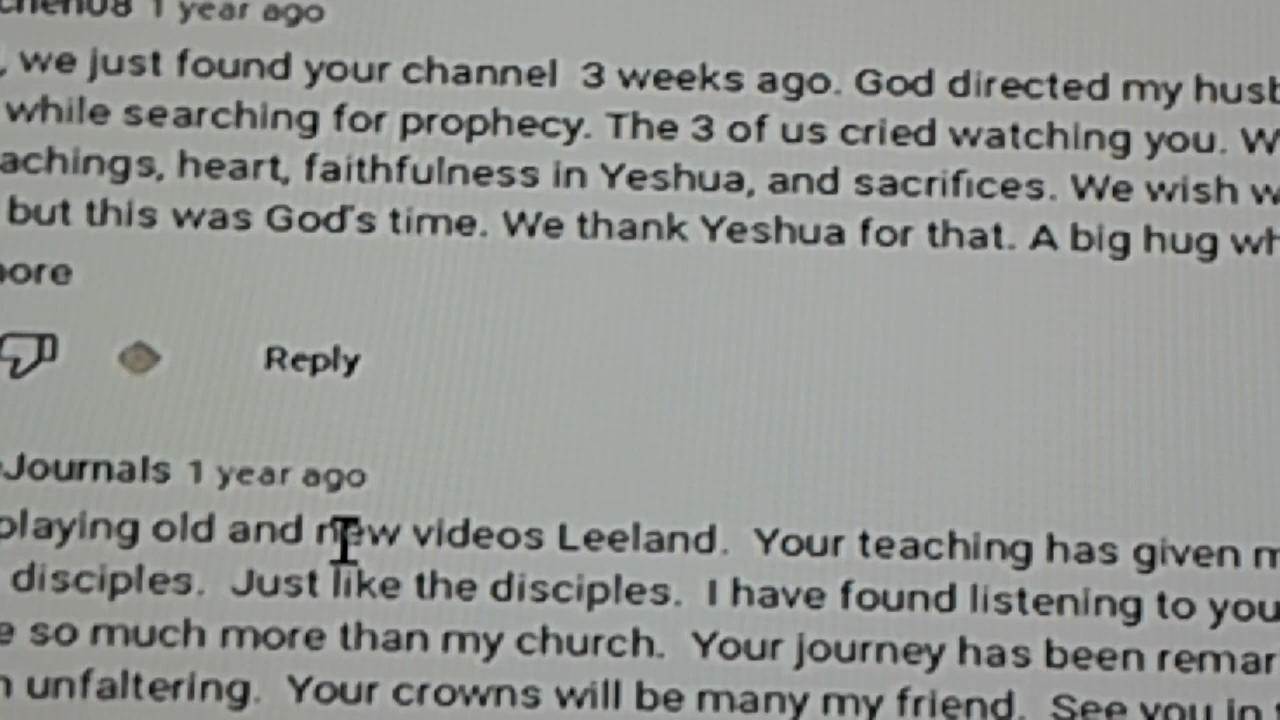 1 year ago
, we just found your channel 3 weeks ago. God directed my
while searching for prophecy. The 3 of us cried watching you.
heart, faithfulness in Yeshua, and sacrifices. We wish
but this was God's time. We thank Yeshua for that. A big hug
Reply
Journals 1 year ago
old and new videos Leeland. Your teaching has given
disciples. Just like the disciples. I have found listening to you
so much more than my church. Your journey has been
unfaltering. Your crowns will be many my friend. See you in